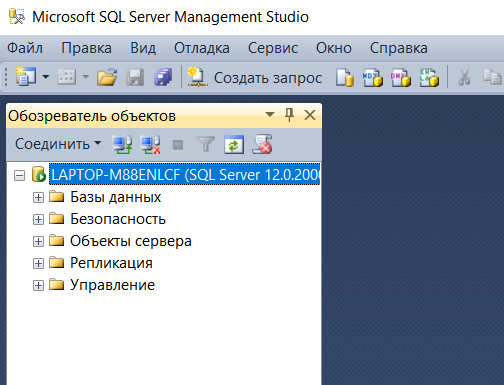 Microsoft SQL Server Management Studio
Файл Правка Вид Отладка Сервис Окно Справка
Создать запрос
Обозреватель объектов
Соединить
LAPTOP-M88ENLCF (SQL Server 12.0.200
Базы данных
Безопасность
Объекты сервера
Репликация
Управление